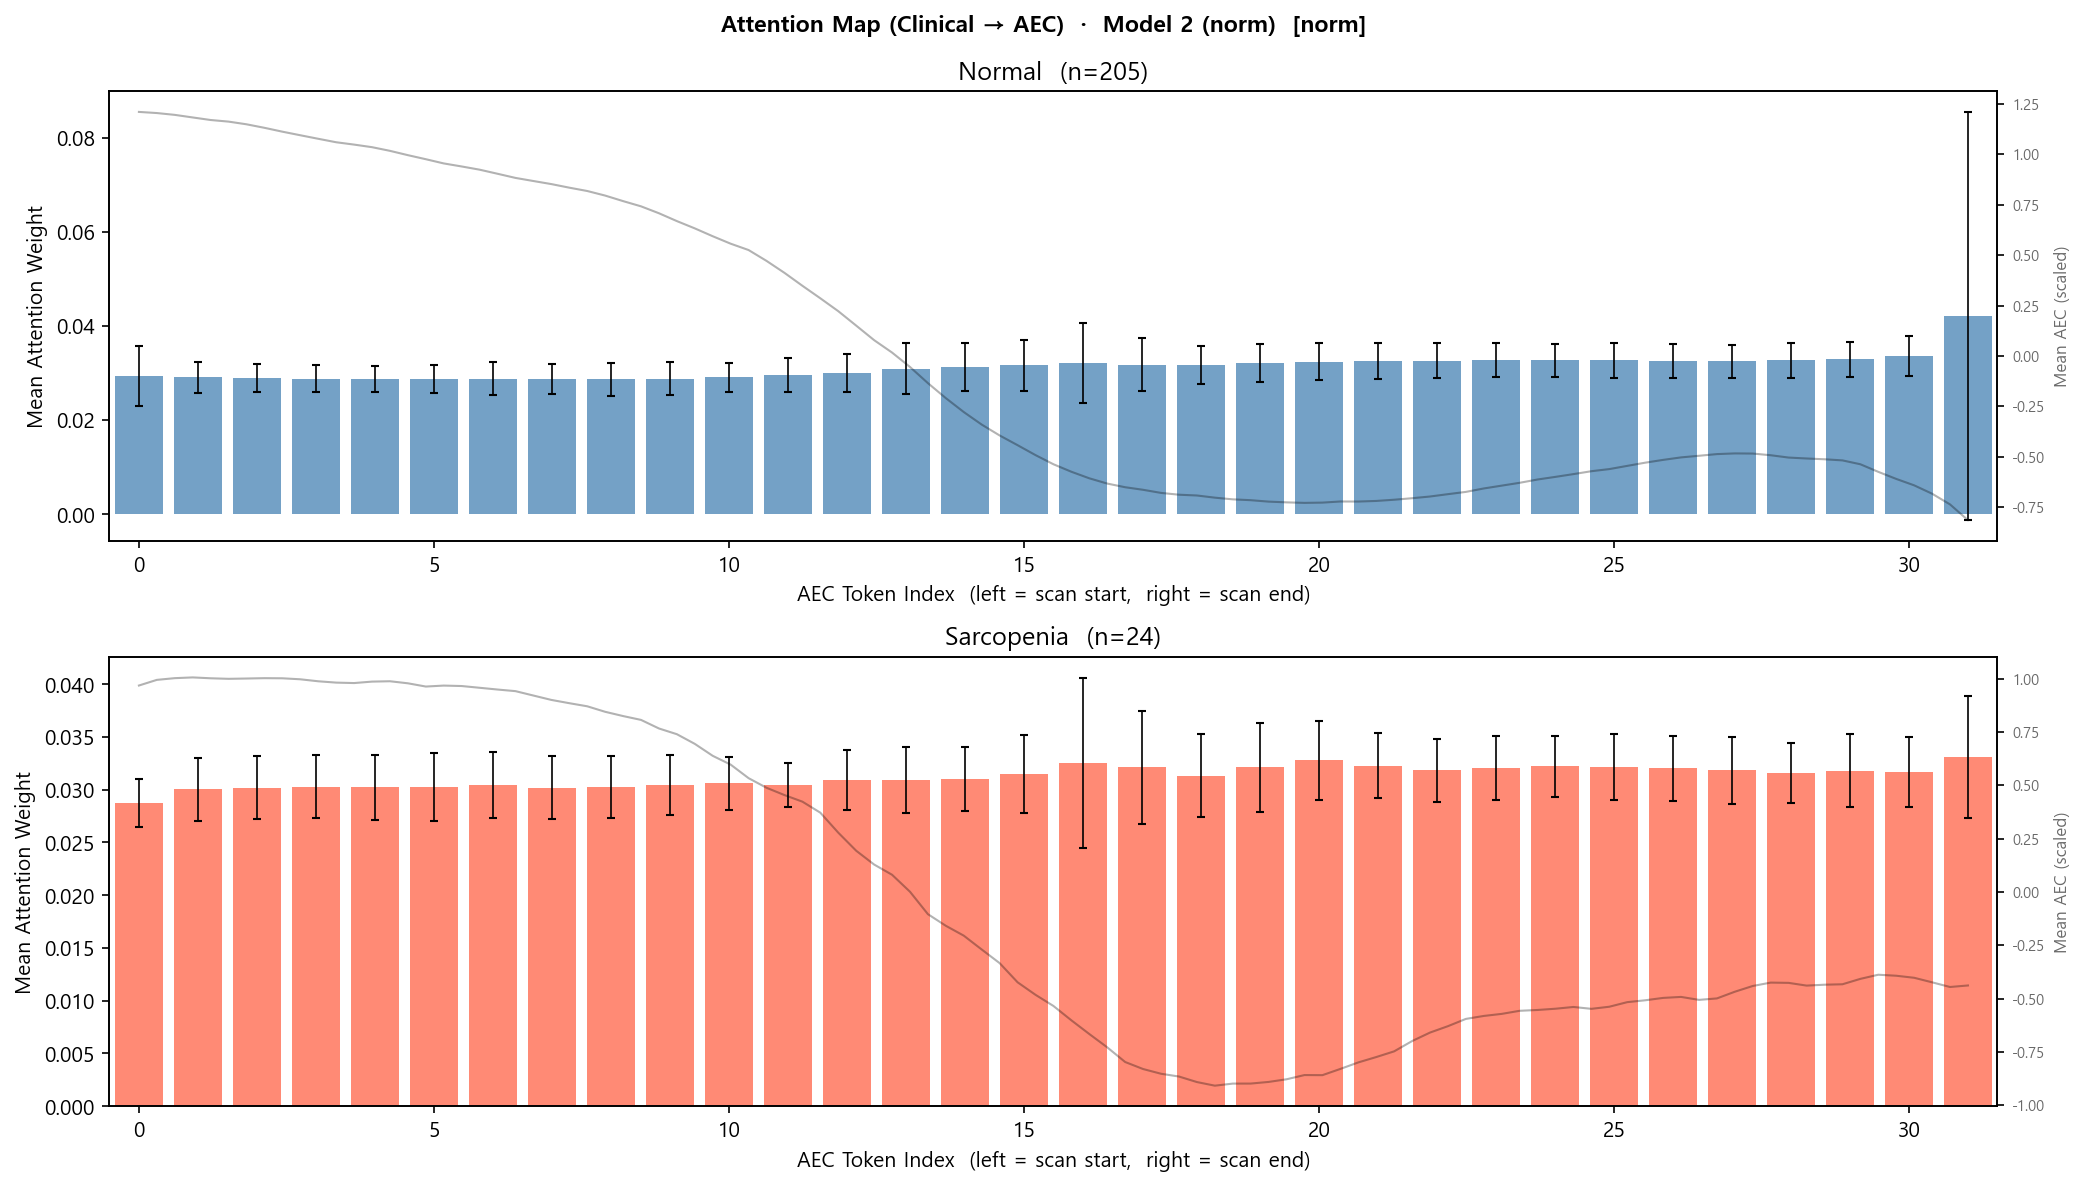 Attention Map (Clinical → AEC) · Model 2 (norm) [norm]
Normal (n=205)
Mean Attention Weight
0.08
0.06
0.04
0.02
0.00
1.25
1.00
0.75
0.50
0.25
0.00
-0.25
-0.50
-0.75
Mean AEC (scaled)
0 5 10 15 20 25 30
AEC Token Index (left = scan start, right = scan end)
Sarcopenia (n=24)
Mean Attention Weight
0.040
0.035
0.030
0.025
0.020
0.015
0.010
0.005
0.000
1.00
0.75
0.50
0.25
0.00
-0.25
-0.50
-0.75
-1.00
Mean AEC (scaled)
0 5 10 15 20 25 30
AEC Token Index (left = scan start, right = scan end)